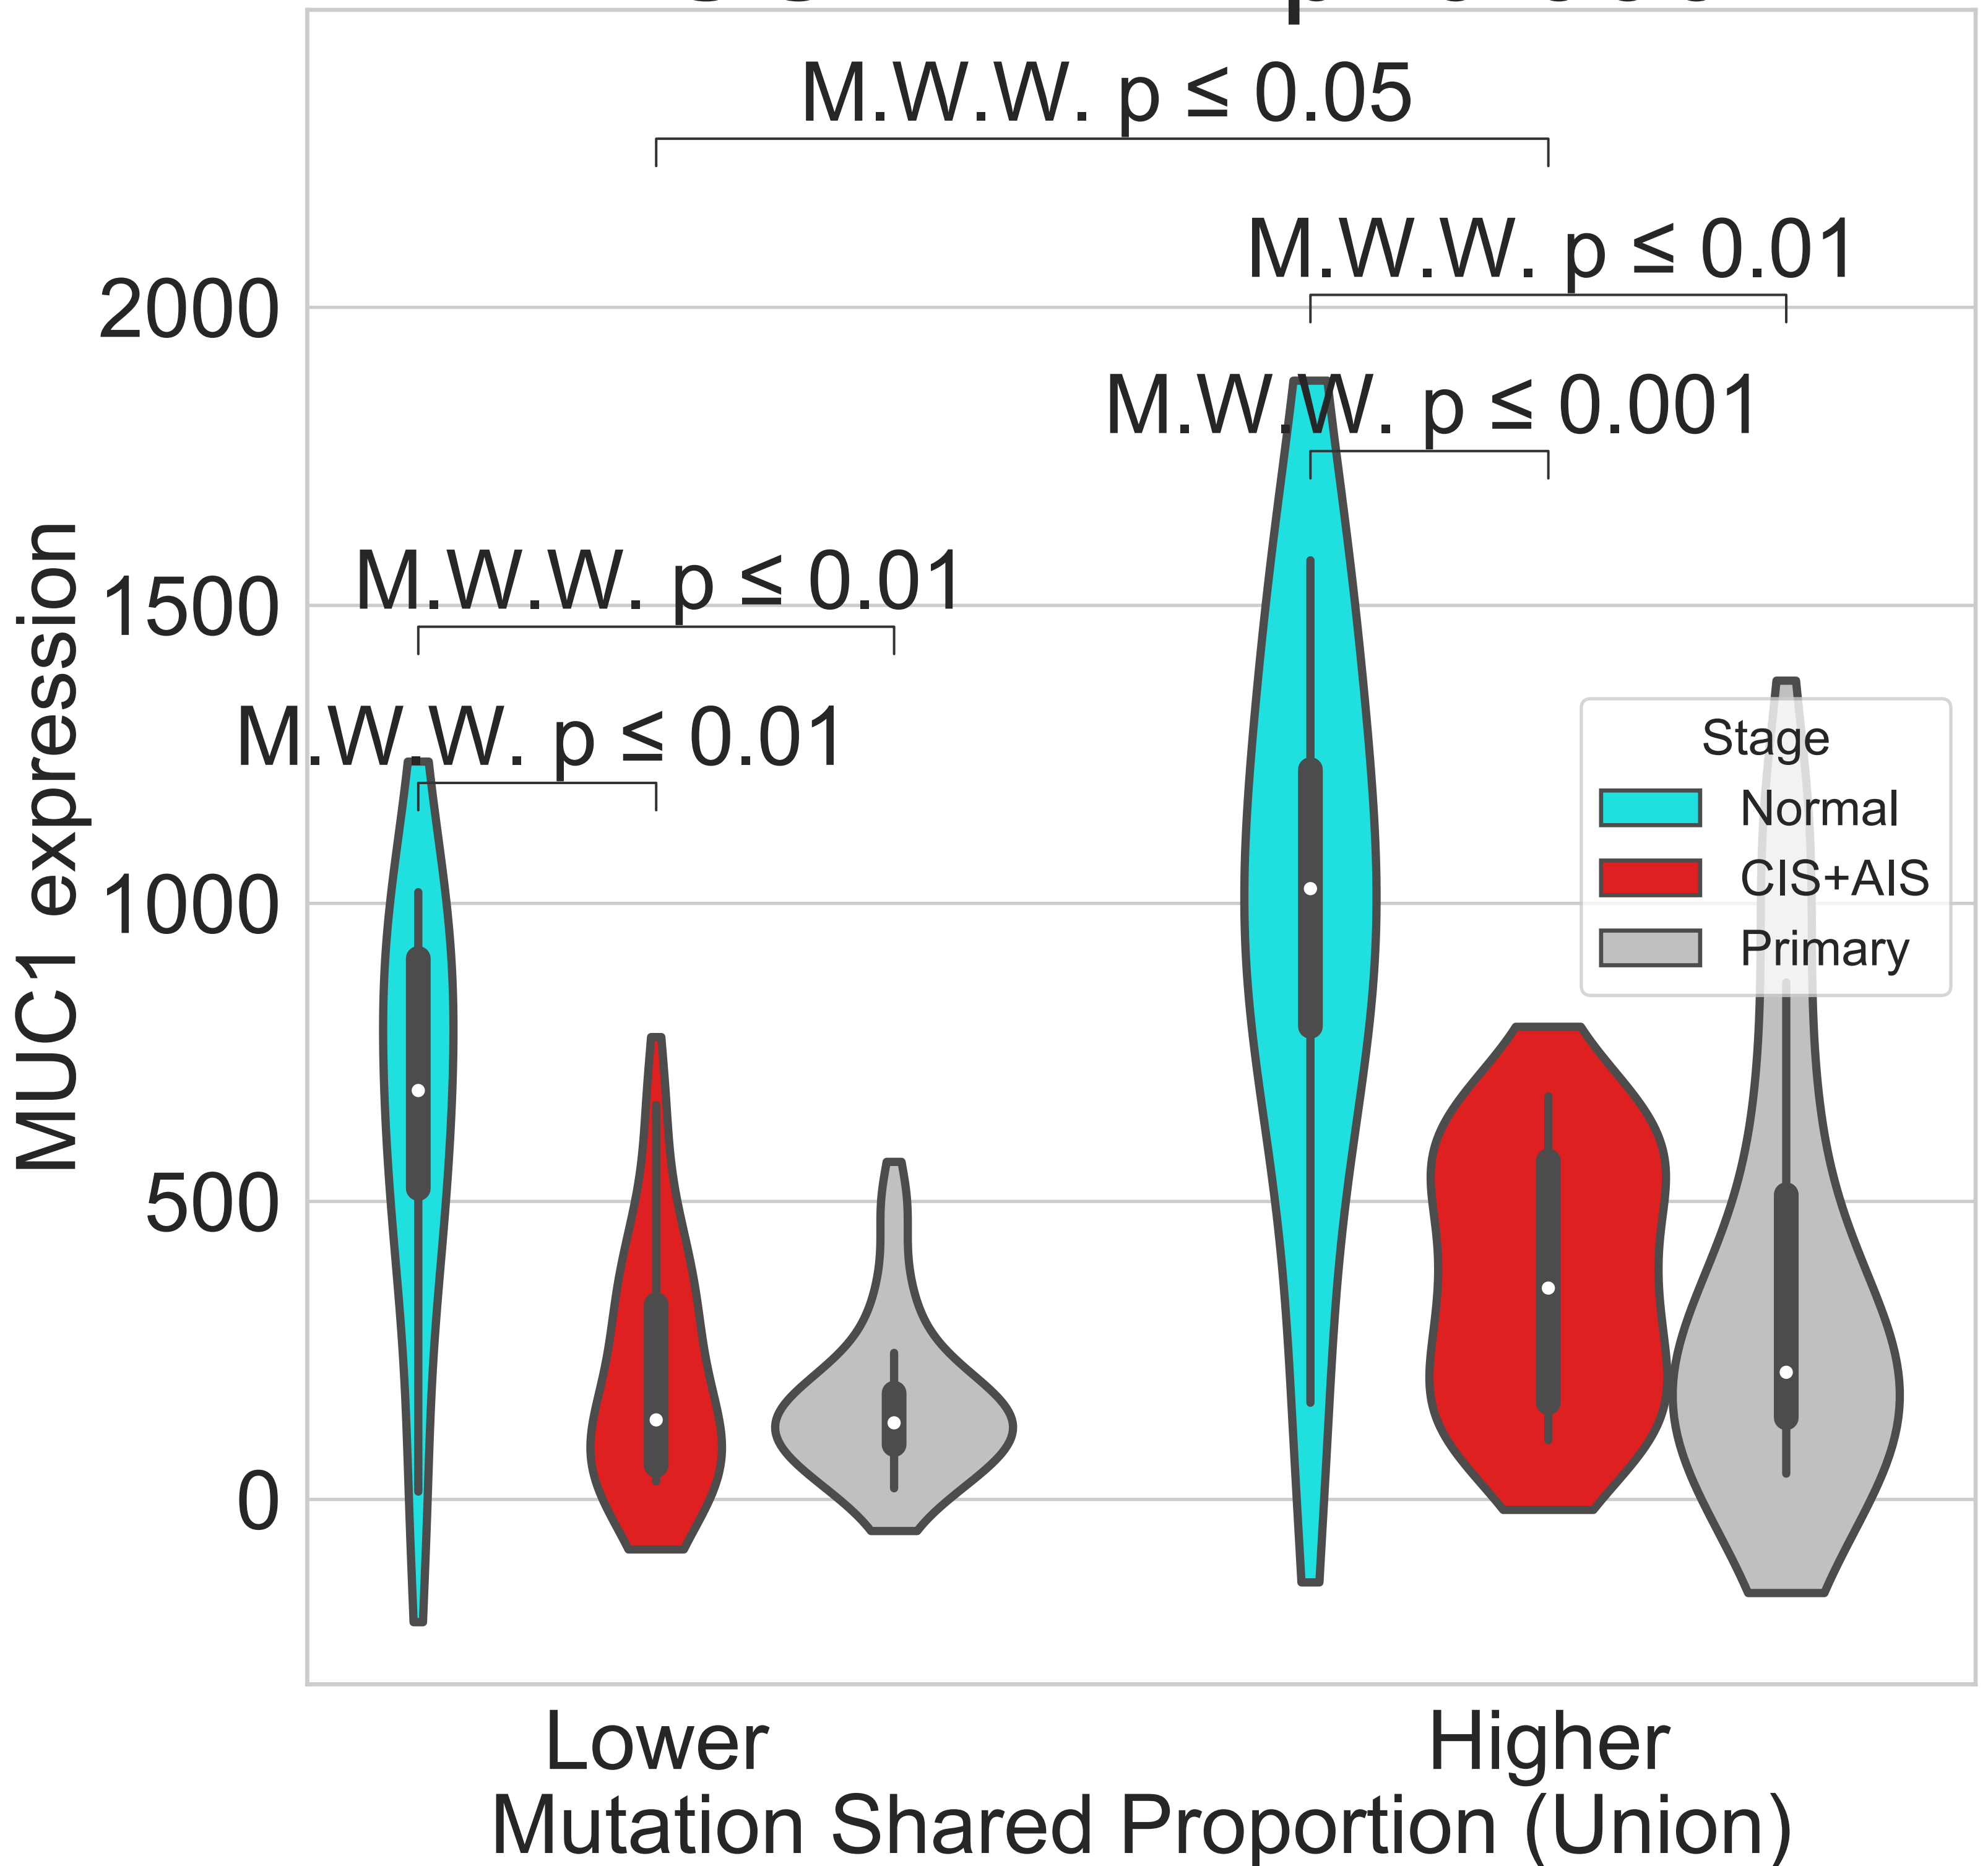 M.W.W. p ≤ 0.05
M.W.W. p ≤ 0.01
M.W.W. p ≤ 0.001
M.W.W. p ≤ 0.01
M.W.W. p ≤ 0.01
2000
1500
1000
500
0
MUC1 expression
Stage
Normal
CIS+AIS
Primary
Lower
Higher
Mutation Shared Proportion (Union)